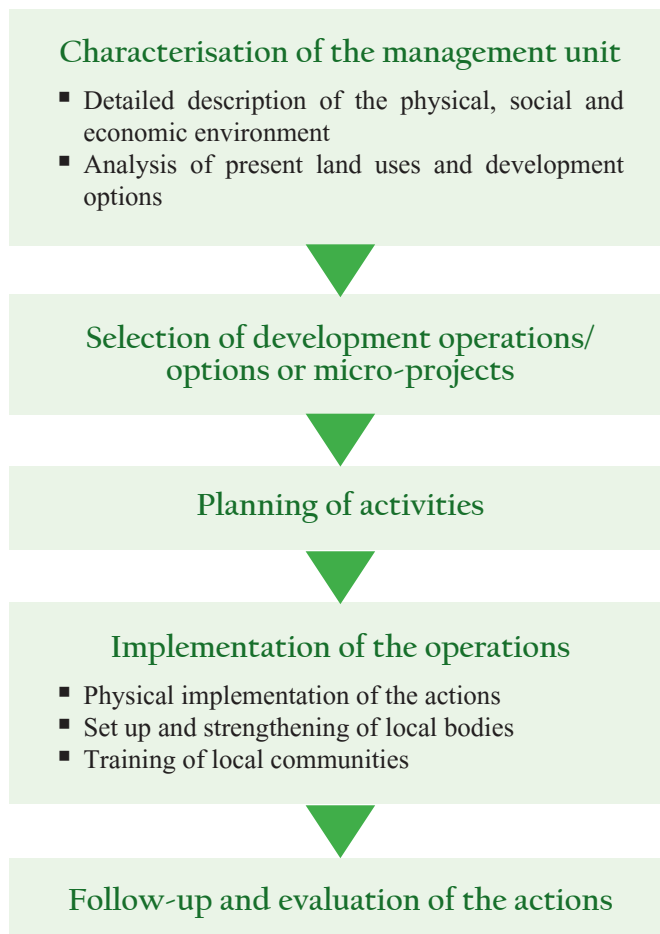 Characterisation of the management unit
▪ Detailed description of the physical, social and
economic environment
▪ Analysis of present land uses and development
options
Selection of development operations/
options or micro-projects
Planning of activities
Implementation of the operations
▪ Physical implementation of the actions
▪ Set up and strengthening of local bodies
▪ Training of local communities
Follow-up and evaluation of the actions